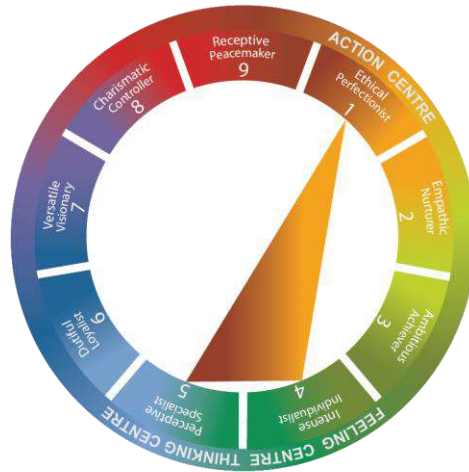 ACTION CENTRE
Receptive
Peacemaker
9
Ethical
Perfectionist
1
Empathic
Nurturer
2
Ambitious
Achiever
3
Intense
Individualist
4
FEELING CENTRE
Perceptive
Specialist
5
THINKING CENTRE
Dutiful
Loyalist
6
Versatile
Visionary
7
Charismatic
Controller
8